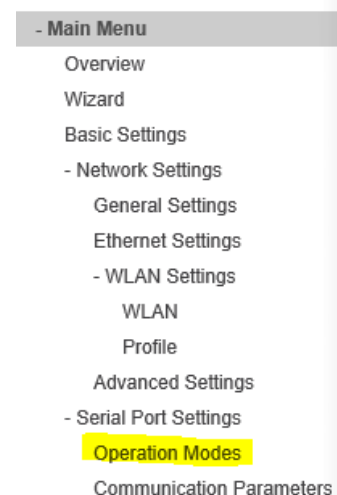 - Main Menu
Overview
Wizard
Basic Settings
- Network Settings
General Settings
Ethernet Settings
- WLAN Settings
WLAN
Profile
Advanced Settings
- Serial Port Settings
Operation Modes
Communication Parameters